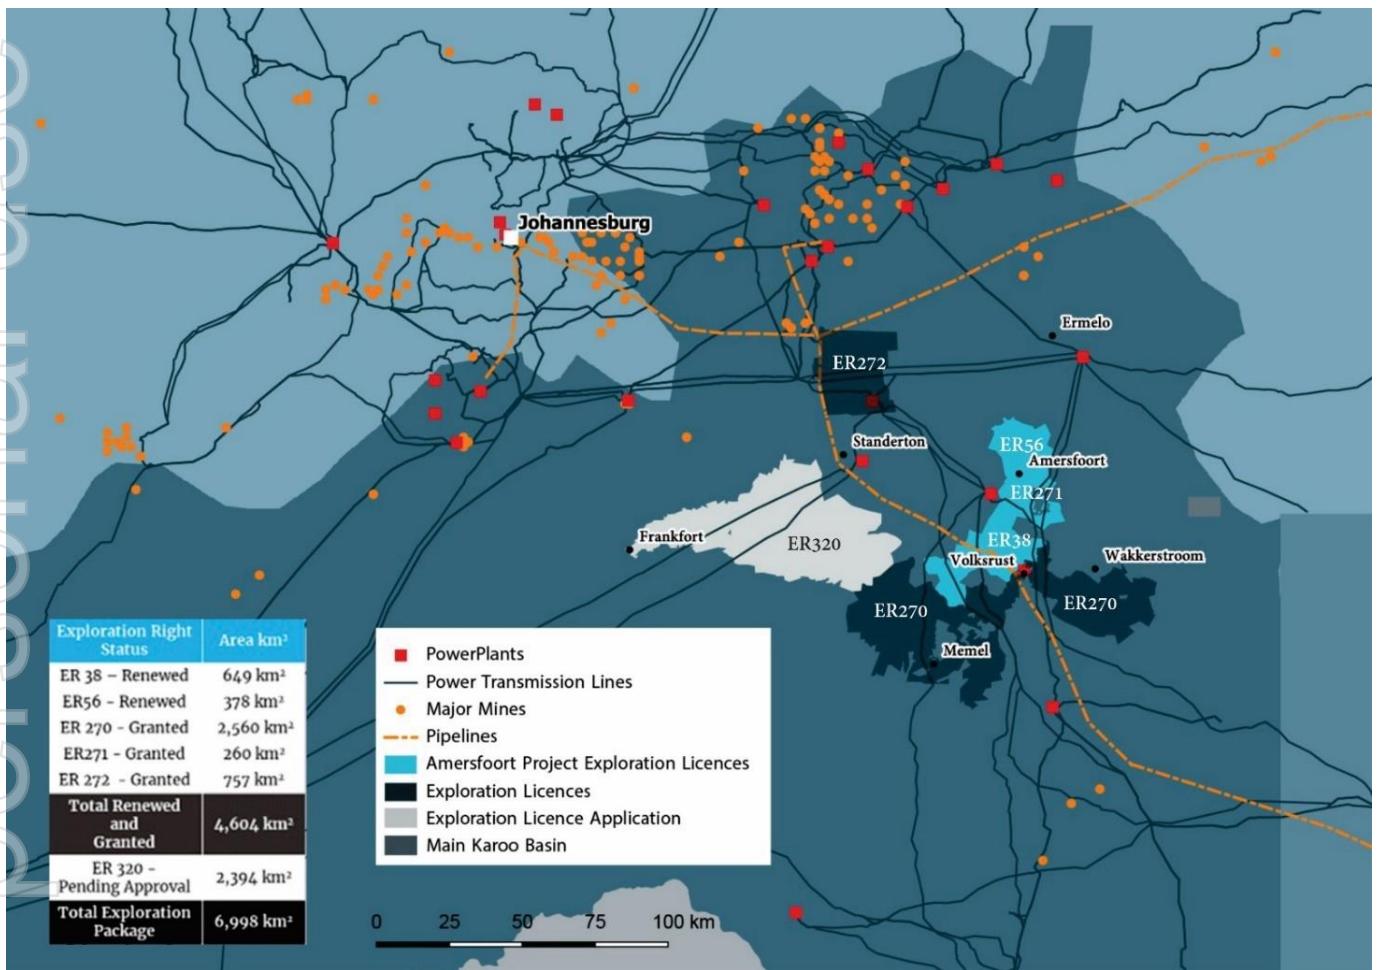 For personal use only
Johannesburg
Ermelo
ER272
Standerton
ER56
Amersfoort
ER271
Frankfort
ER320
ER38
Volksrust
Wakkerstroom
ER270
ER270
Memel
Exploration Right Status Area km²
ER 38 – Renewed 649 km²
ER56 - Renewed 378 km²
ER 270 - Granted 2,560 km²
ER271 – Granted 260 km²
ER 272 - Granted 757 km²
Total Renewed and Granted 4,604 km²
ER 320 – Pending Approval 2,394 km²
Total Exploration Package 6,998 km²
PowerPlants
Power Transmission Lines
Major Mines
Pipelines
Amersfoort Project Exploration Licences
Exploration Licences
Exploration Licence Application
Main Karoo Basin
0 25 50 75 100 km